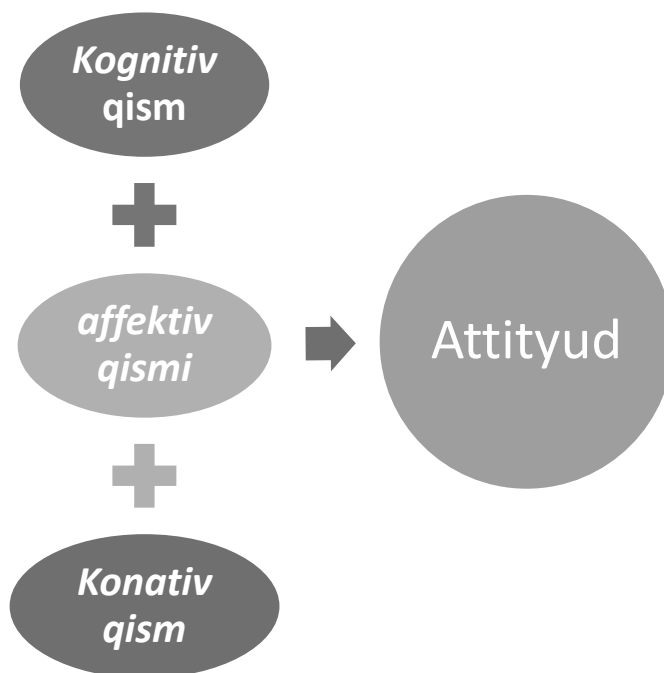 Kognitiv
qism
affektiv
qismi
Attityud
Konativ
qism